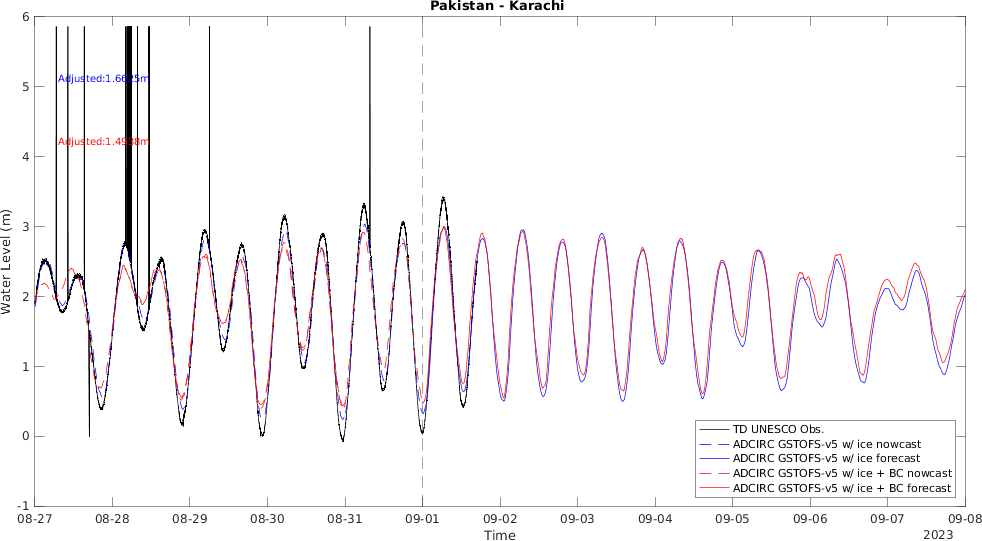 Pakistan - Karachi
6
5
4
3
2
1
0
-1
Water Level (m)
Adjusted:1.6625m
08-27
08-28
08-29
08-30
08-31
09-01
09-02
09-03
09-04
09-05
09-06
09-07
09-08
Time
2023
TD UNESCO Obs.
ADCIRC GSTOFS-v5 w/ ice nowcast
ADCIRC GSTOFS-v5 w/ ice forecast
ADCIRC GSTOFS-v5 w/ ice + BC nowcast
ADCIRC GSTOFS-v5 w/ ice + BC forecast